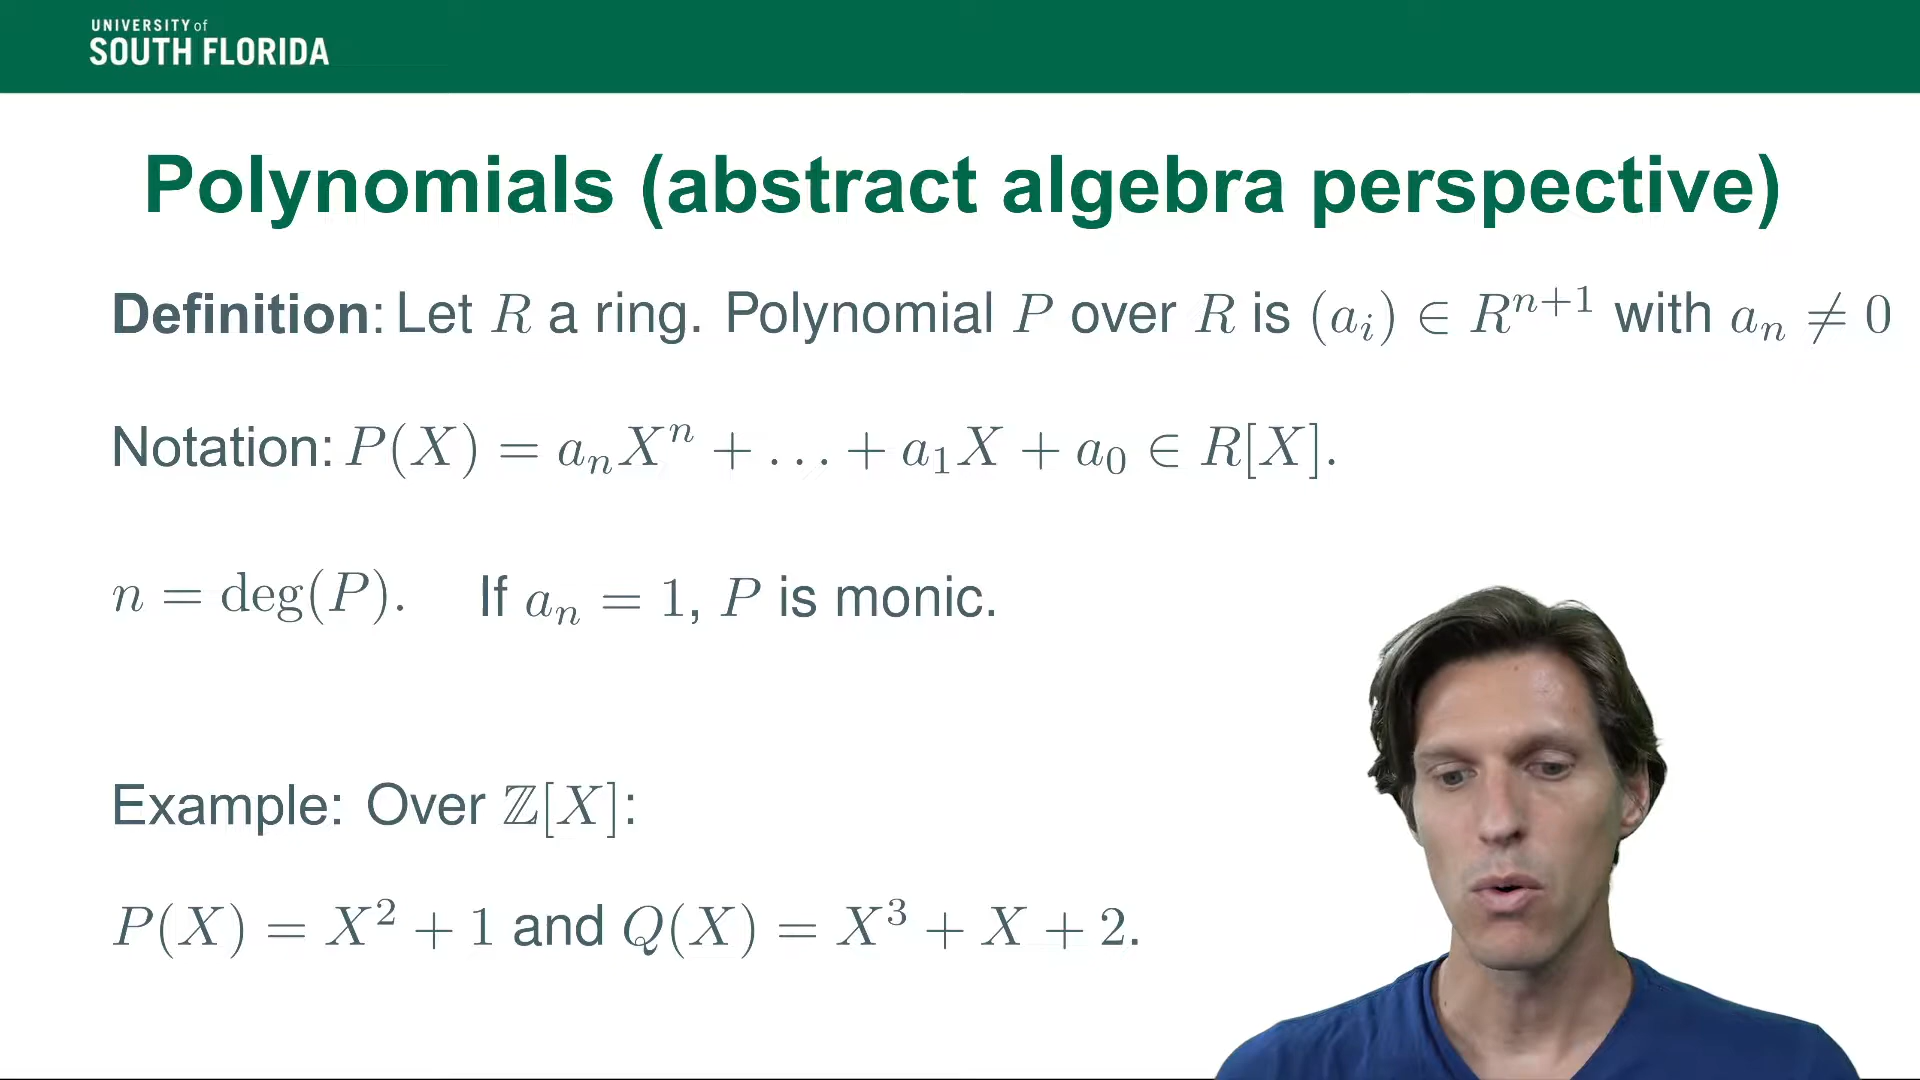 UNIVERSITY of
SOUTH FLORIDA
Polynomials (abstract algebra perspective)
Definition: Let R a ring. Polynomial P over R is (a_i) ∈ R^{n+1} with a_n ≠ 0
Notation: P(X) = a_nX^n + ... + a_1X + a_0 ∈ R[X].
n = deg(P). If a_n = 1, P is monic.
Example: Over ℤ[X]:
P(X) = X^2 + 1 and Q(X) = X^3 + X + 2.